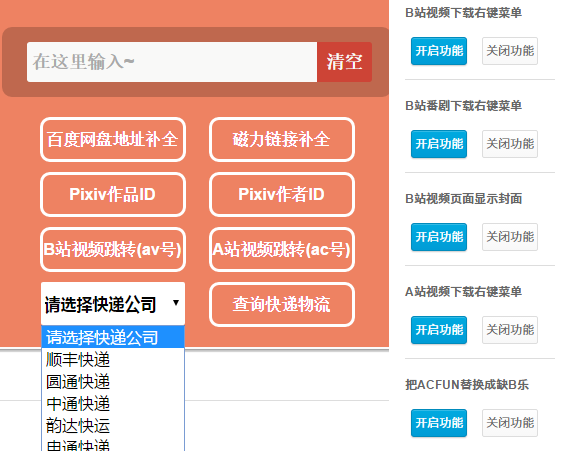 在这里输入~ 清空
百度网盘地址补全 磁力链接补全
Pixiv作品ID Pixiv作者ID
B站视频跳转(av号) A站视频跳转(ac号)
请选择快递公司 查询快递物流
请选择快递公司
顺丰快递
圆通快递
中通快递
韵达快运
申通快递
B站视频下载右键菜单
开启功能 关闭功能
B站番剧下载右键菜单
开启功能 关闭功能
B站视频页面显示封面
开启功能 关闭功能
A站视频下载右键菜单
开启功能 关闭功能
把ACFUN替换成缺B乐
开启功能 关闭功能